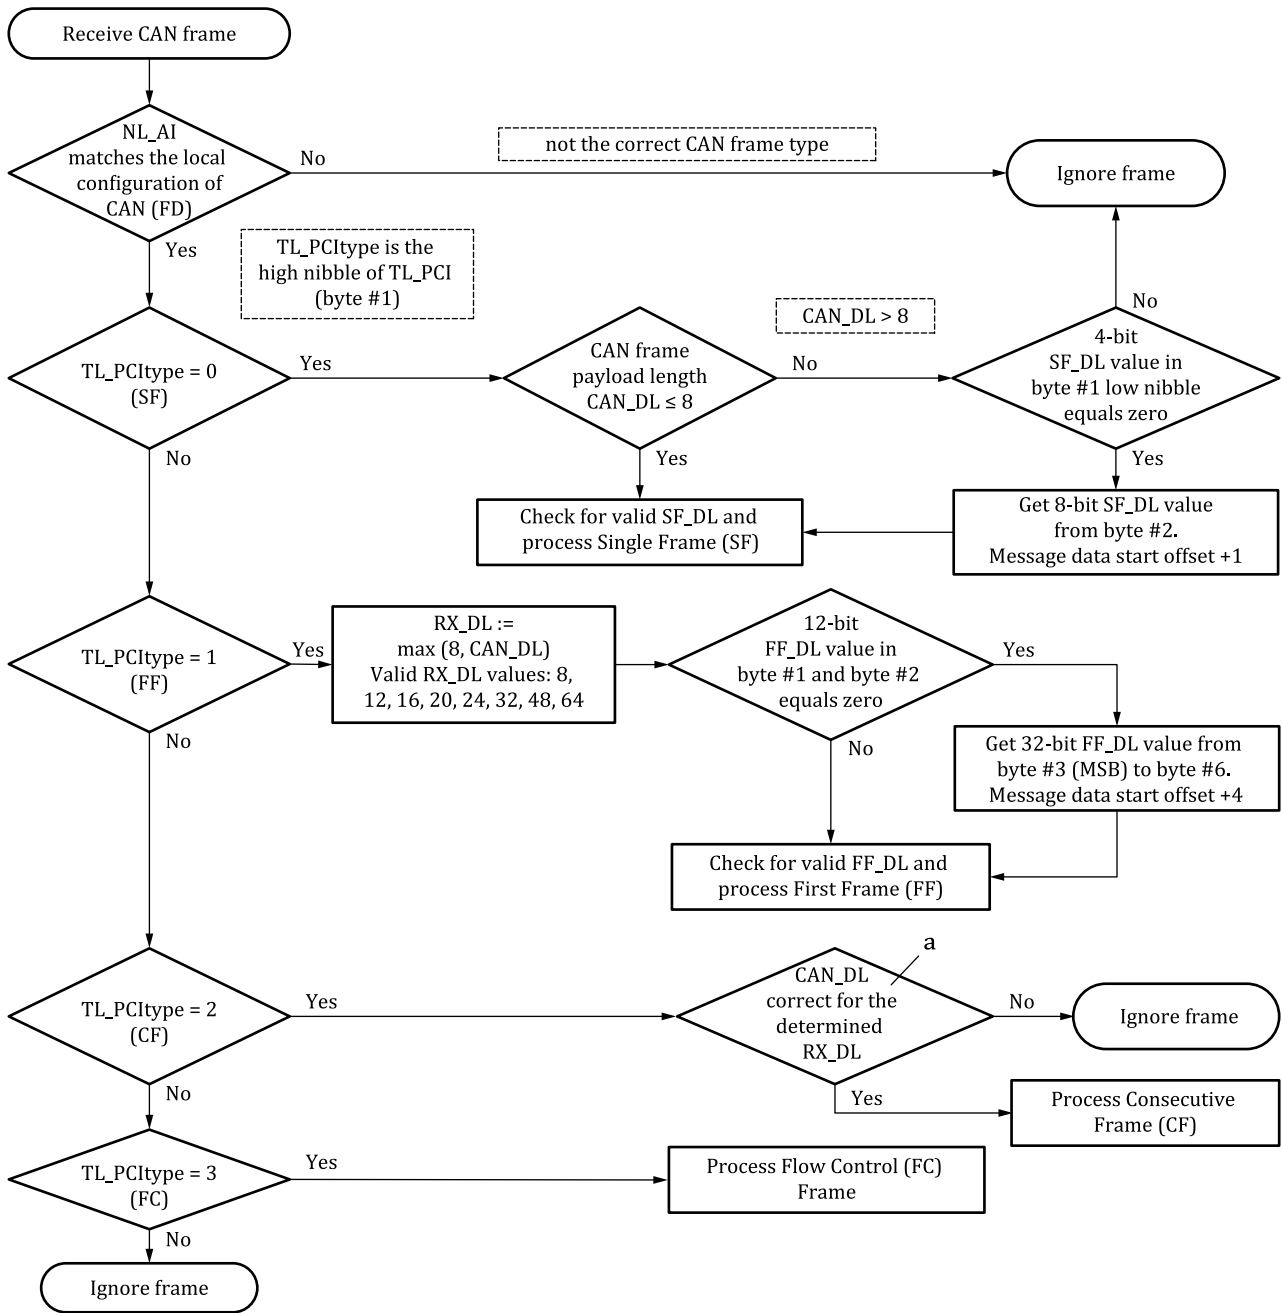 Receive CAN frame
NL_AI
matches the local
configuration of
CAN (FD)
No
not the correct CAN frame type
Ignore frame
Yes
TL_PCItype is the
high nibble of TL_PCI
(byte #1)
No
CAN_DL > 8
TL_PCItype = 0
(SF)
Yes
CAN frame
payload length
CAN_DL ≤ 8
No
4-bit
SF_DL value in
byte #1 low nibble
equals zero
No
Yes
Yes
Check for valid SF_DL and
process Single Frame (SF)
Get 8-bit SF_DL value
from byte #2.
Message data start offset +1
TL_PCItype = 1
(FF)
Yes
RX_DL :=
max (8, CAN_DL)
Valid RX_DL values: 8,
12, 16, 20, 24, 32, 48, 64
12-bit
FF_DL value in
byte #1 and byte #2
equals zero
Yes
No
No
Get 32-bit FF_DL value from
byte #3 (MSB) to byte #6.
Message data start offset +4
Check for valid FF_DL and
process First Frame (FF)
a
TL_PCItype = 2
(CF)
Yes
CAN_DL
correct for the
determined
RX_DL
No
Ignore frame
No
Yes
Process Consecutive
Frame (CF)
TL_PCItype = 3
(FC)
Yes
Process Flow Control (FC)
Frame
No
Ignore frame